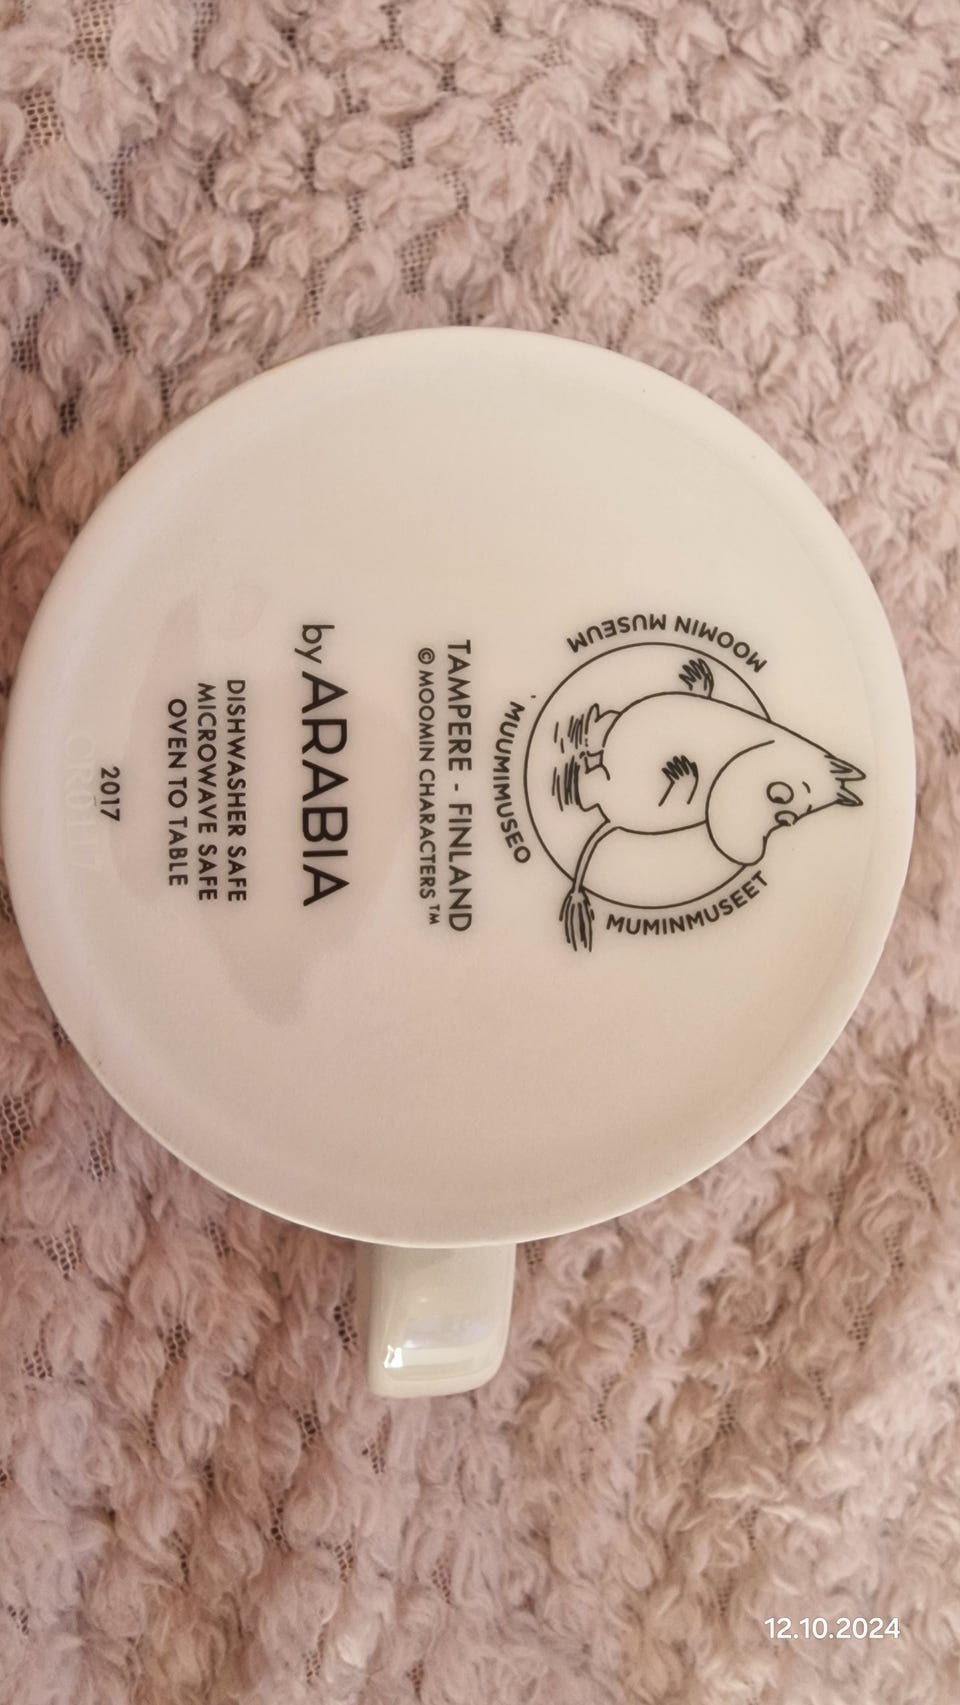 MOOMIN MUSEUM
MUMINMUSEET
MUUMIMUSEO
TAMPERE - FINLAND
© MOOMIN CHARACTERS™
by ARABIA
DISHWASHER SAFE
MICROWAVE SAFE
OVEN TO TABLE
2017
12.10.2024